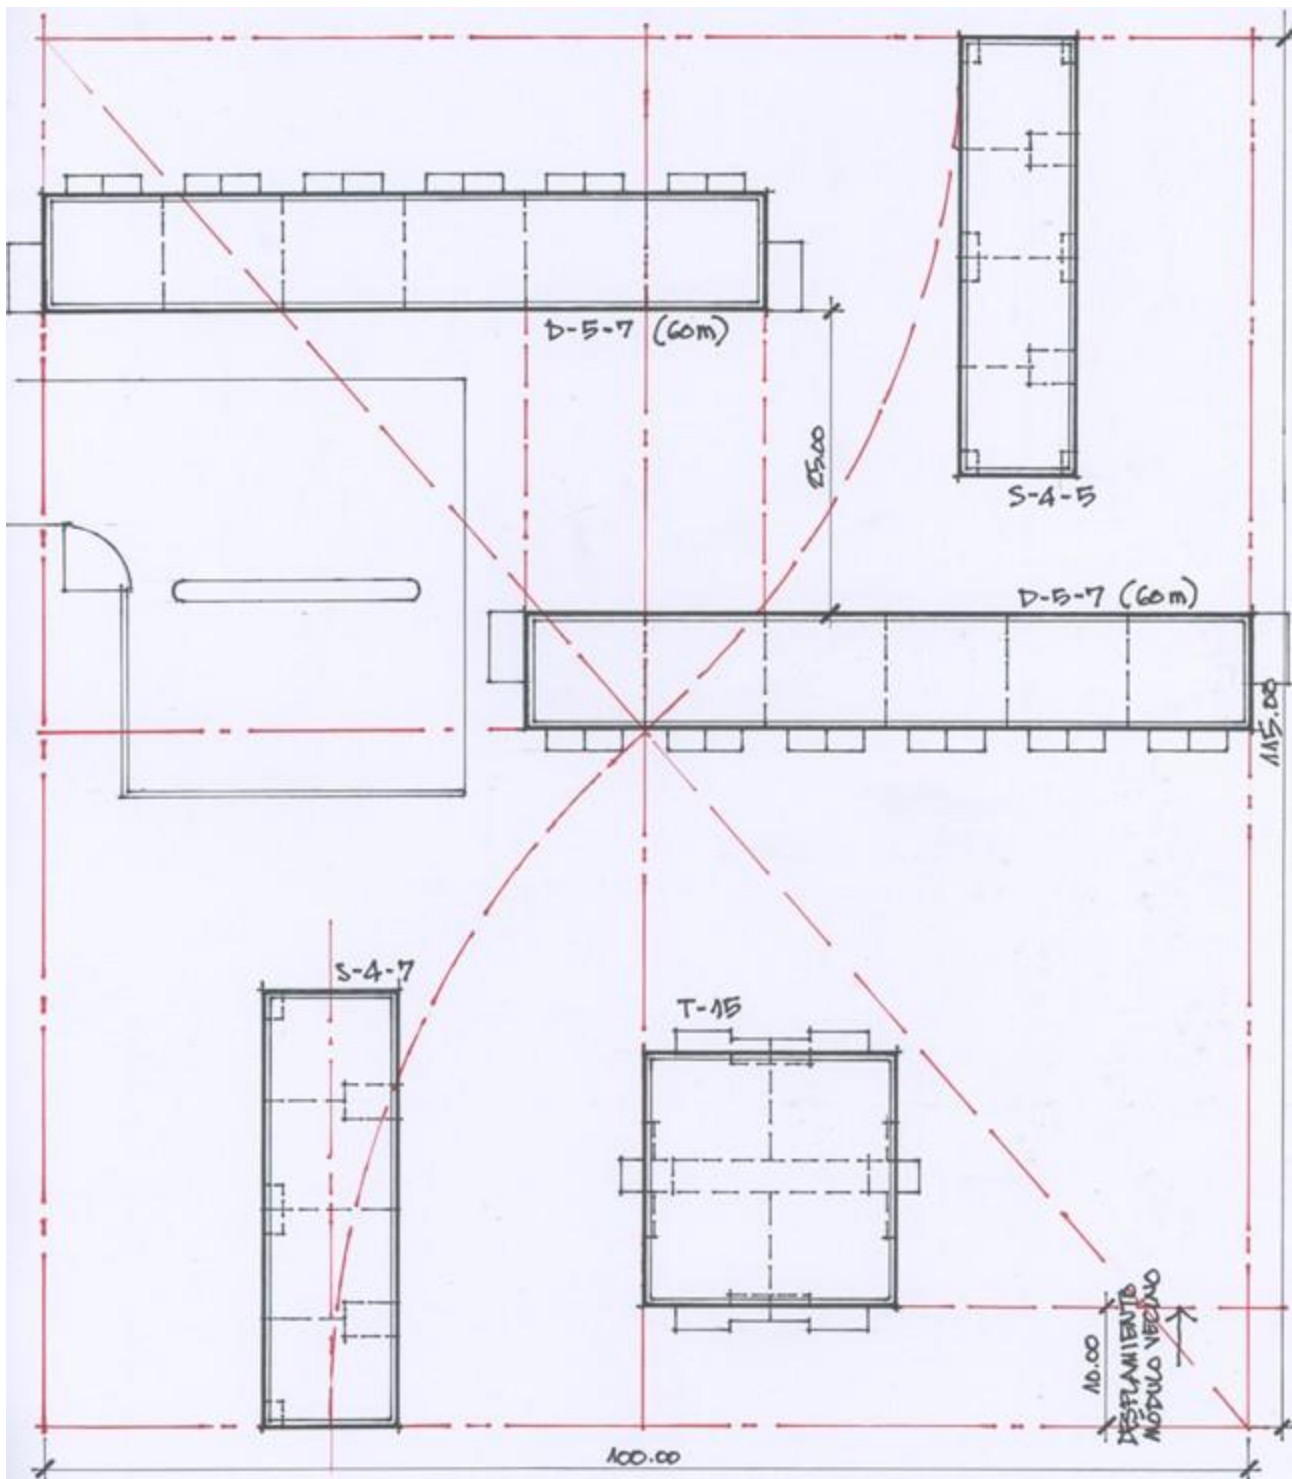 D-5-7 (60m)
25.00
S-4-5
D-5-7 (60m)
115.00
S-4-7
T-15
10.00
DESPLAMIENTO
MÓDULO VECINO
100.00